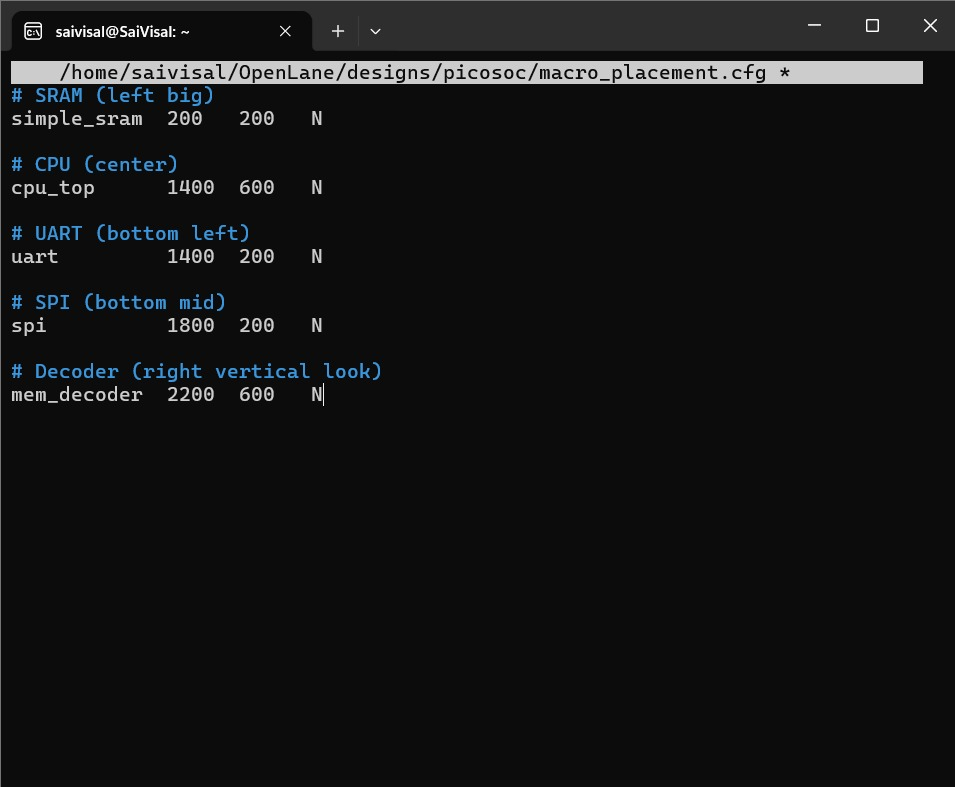 saivisal@SaiVisal: ~
/home/saivisal/OpenLane/designs/picosoc/macro_placement.cfg *
# SRAM (left big)
simple_sram  200   200   N
# CPU (center)
cpu_top      1400  600   N
# UART (bottom left)
uart         1400  200   N
# SPI (bottom mid)
spi          1800  200   N
# Decoder (right vertical look)
mem_decoder  2200  600   N